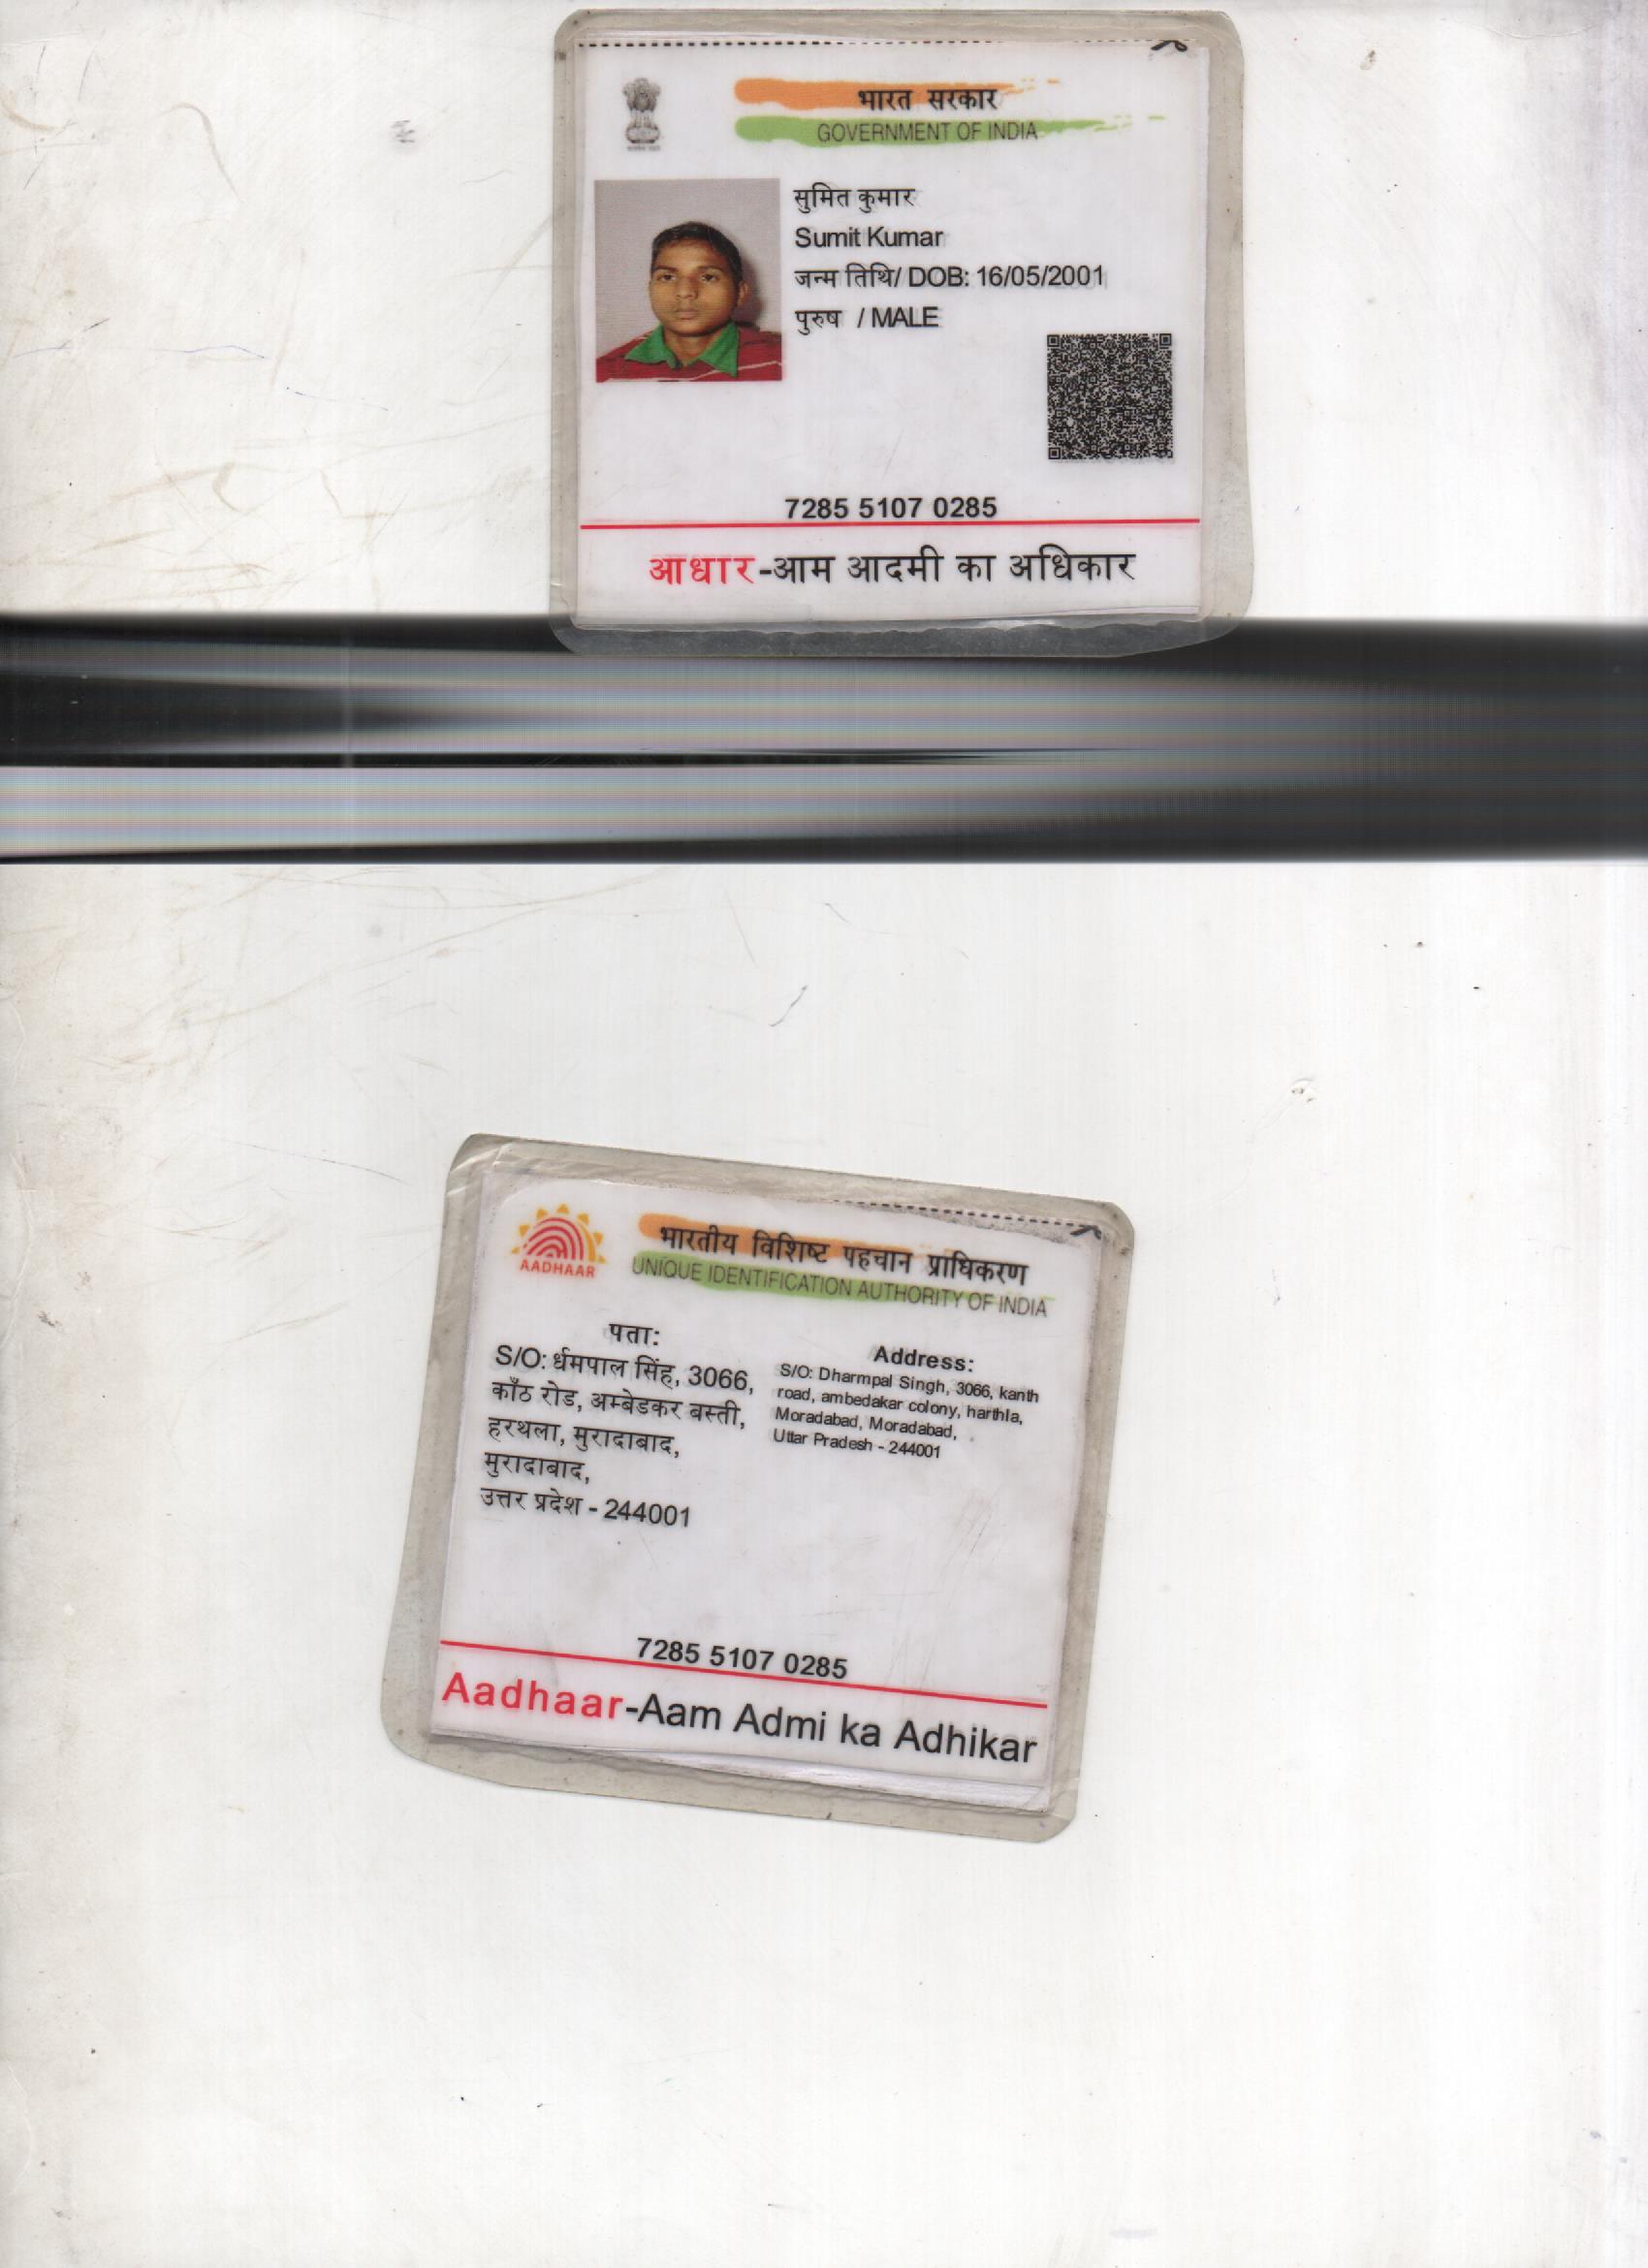 भारत सरकार
GOVERNMENT OF INDIA
सुमित कुमार
Sumit Kumar
जन्म तिथि/ DOB: 16/05/2001
पुरुष / MALE
7285 5107 0285
आधार-आम आदमी का अधिकार
AADHAAR
भारतीय विशिष्ट पहचान प्राधिकरण
UNIQUE IDENTIFICATION AUTHORITY OF INDIA
पता:
S/O: र्धमपाल सिंह, 3066,
काँठ रोड, अम्बेडकर बस्ती,
हरथला, मुरादाबाद,
मुरादाबाद,
उत्तर प्रदेश - 244001
Address:
S/O: Dharmpal Singh, 3066, kanth
road, ambedakar colony, harthla,
Moradabad, Moradabad,
Uttar Pradesh - 244001
7285 5107 0285
Aadhaar-Aam Admi ka Adhikar